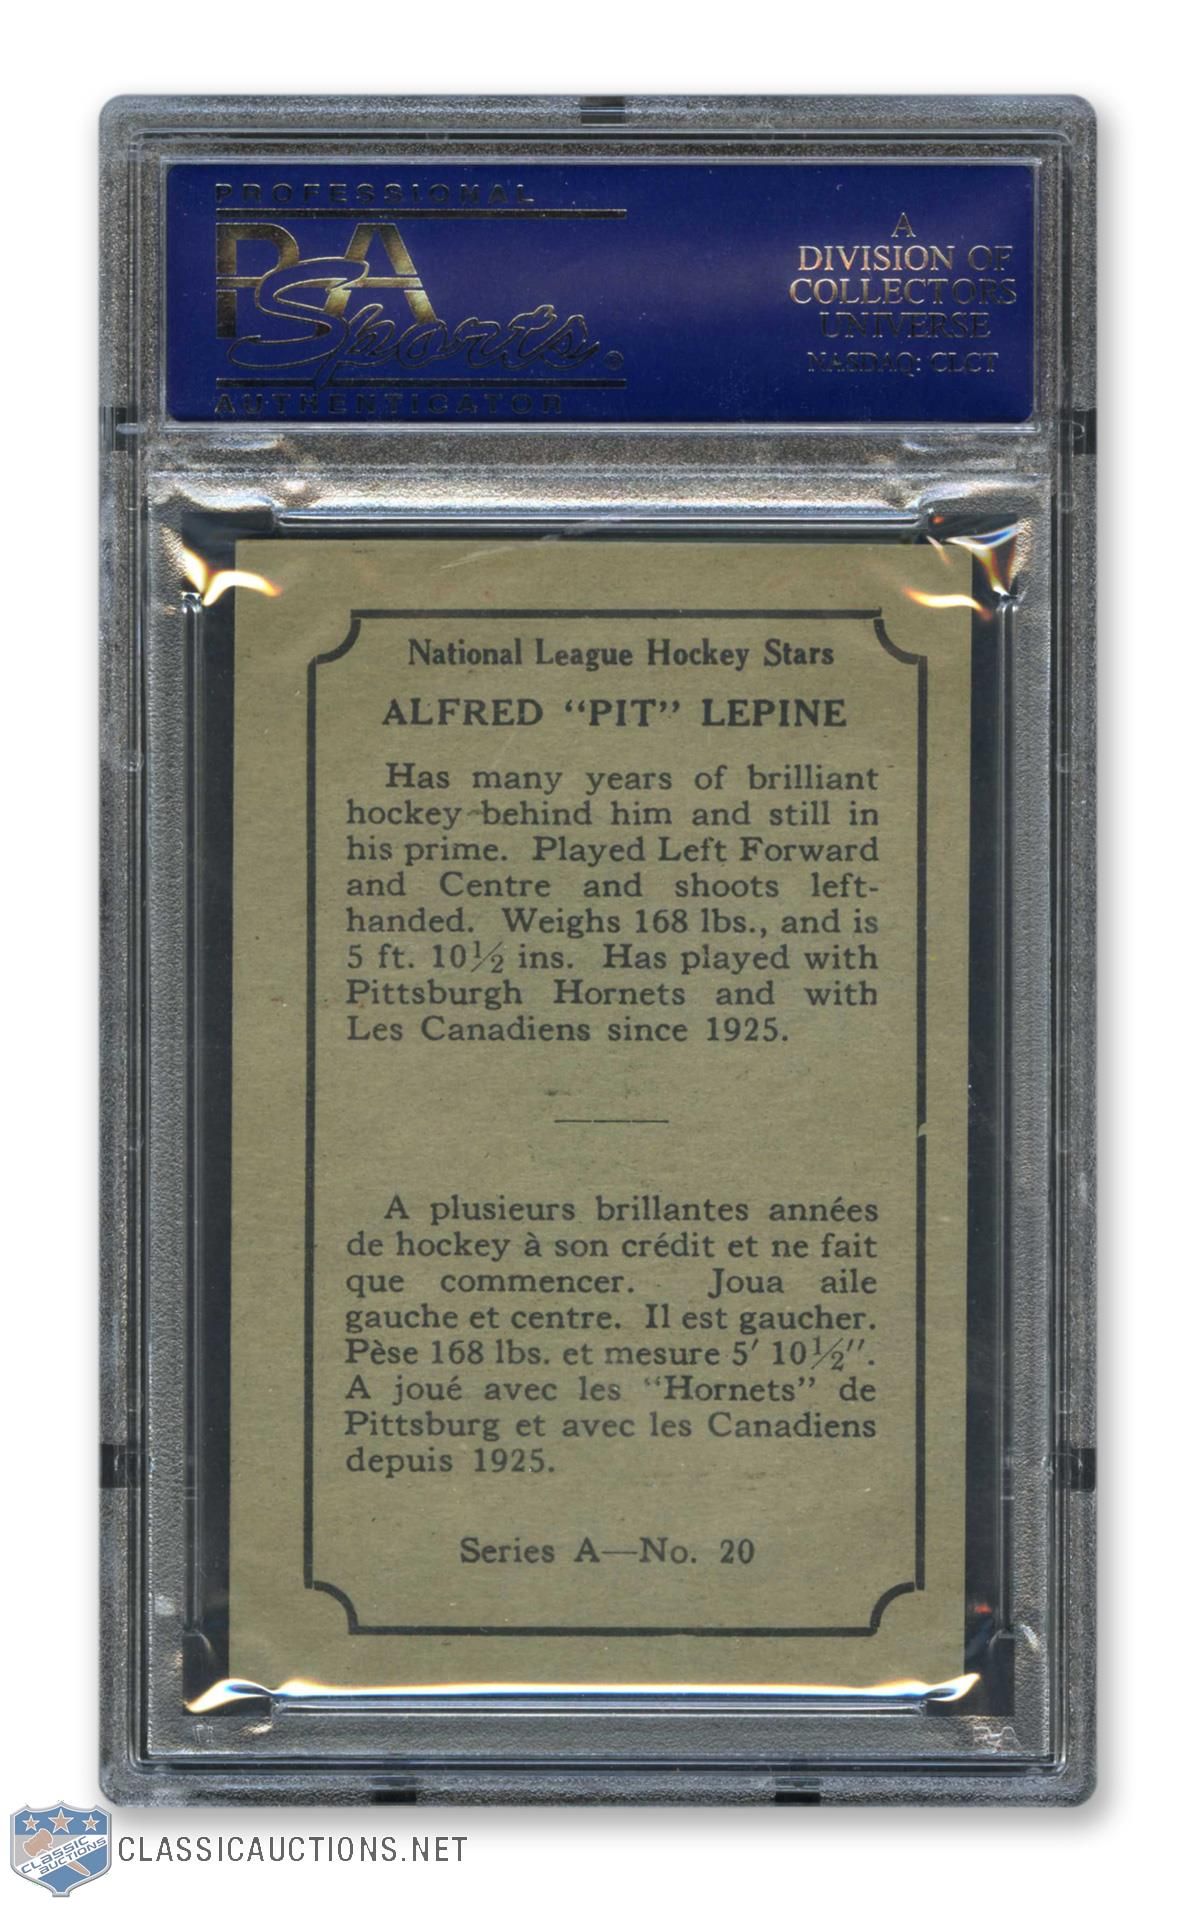 PROFESSIONAL
PSA
Sports
AUTHENTICATOR
A
DIVISION OF
COLLECTORS
UNIVERSE
NASDAQ: CLCT
National League Hockey Stars
ALFRED “PIT” LEPINE
Has many years of brilliant
hockey behind him and still in
his prime. Played Left Forward
and Centre and shoots left-
handed. Weighs 168 lbs., and is
5 ft. 10½ ins. Has played with
Pittsburgh Hornets and with
Les Canadiens since 1925.
A plusieurs brillantes années
de hockey à son crédit et ne fait
que commencer. Joua aile
gauche et centre. Il est gaucher.
Pèse 168 lbs. et mesure 5′ 10½″.
A joué avec les “Hornets” de
Pittsburg et avec les Canadiens
depuis 1925.
Series A—No. 20
PSA
CLASSIC
AUCTIONS
CLASSICAUCTIONS.NET